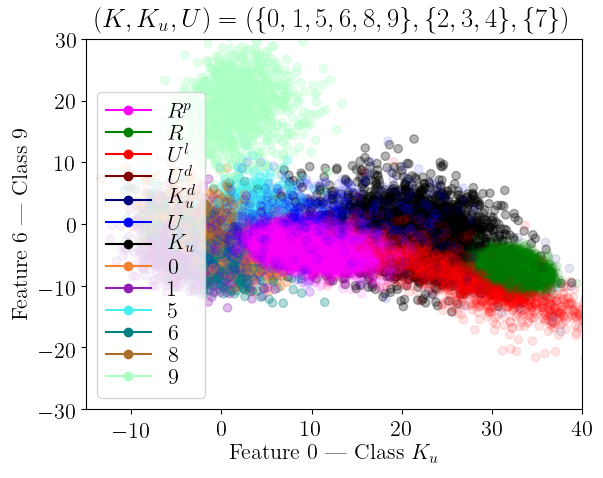 (K, K_u, U) = ({0, 1, 5, 6, 8, 9}, {2, 3, 4}, {7})
30
20
10
0
−10
−20
−30
Feature 6 — Class 9
R^p
R
U^l
U^d
K_u^d
U
K_u
0
1
5
6
8
9
−10
0
10
20
30
40
Feature 0 — Class K_u